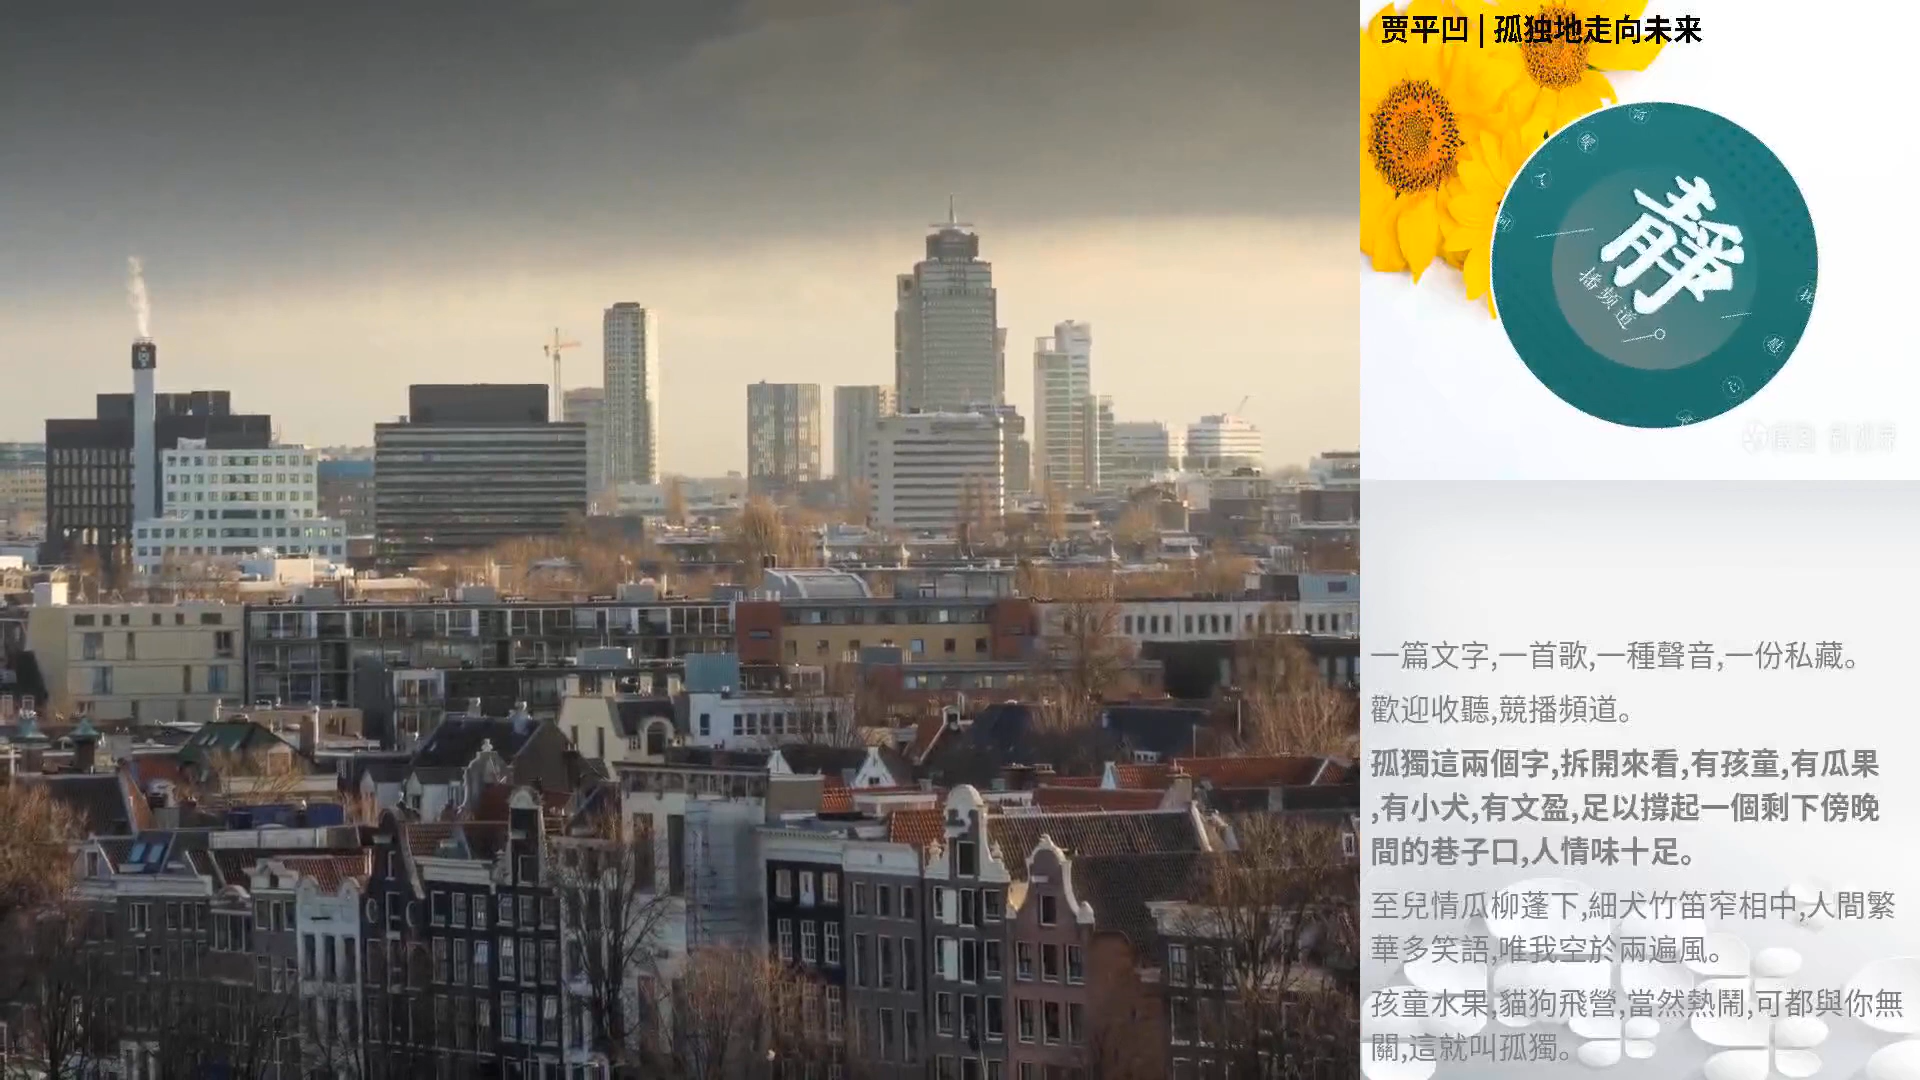 贾平凹 | 孤独地走向未来
靜
播频道
一篇文字,一首歌,一種聲音,一份私藏。
歡迎收聽,競播頻道。
孤獨這兩個字,拆開來看,有孩童,有瓜果
,有小犬,有文盈,足以撐起一個剩下傍晚
間的巷子口,人情味十足。
至兒情瓜柳蓬下,細犬竹笛窄相中,人間繁
華多笑語,唯我空於兩遍風。
孩童水果,貓狗飛營,當然熱鬧,可都與你無
關,這就叫孤獨。